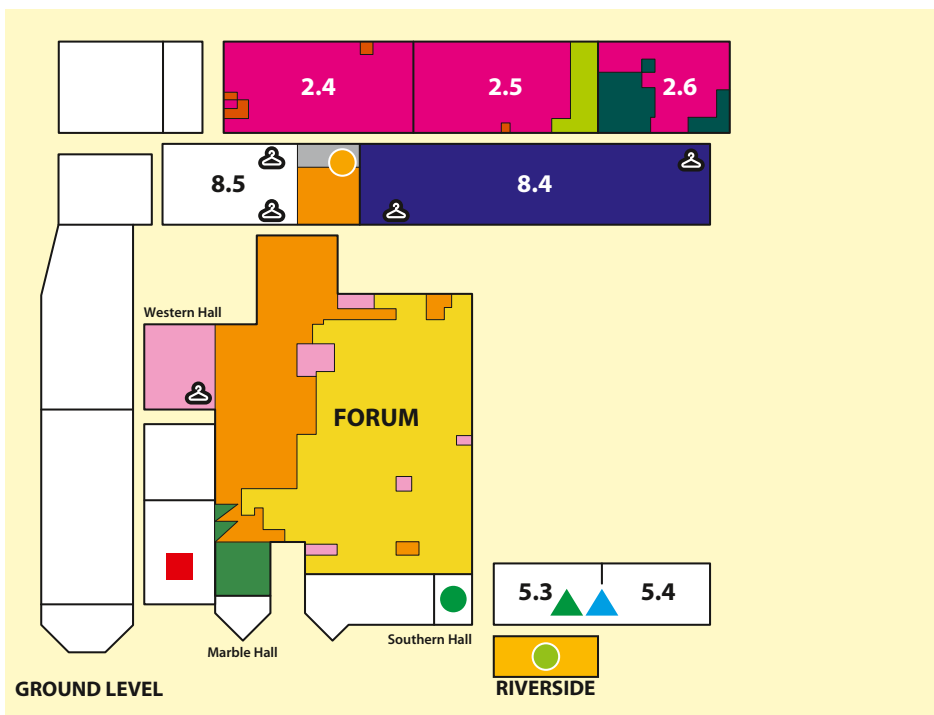 2.4
2.5
2.6
8.5
8.4
Western Hall
FORUM
5.3
5.4
Southern Hall
Marble Hall
GROUND LEVEL
RIVERSIDE